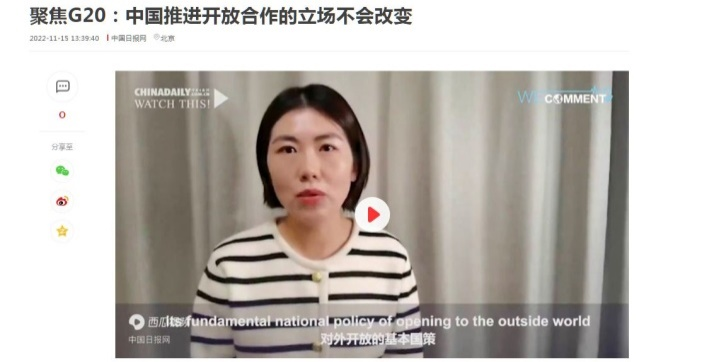 聚焦G20：中国推进开放合作的立场不会改变
2022-11-15 13:39:40 中国日报网 北京
CHINADAILY
WATCH THIS!
WE COMMENT
0
分享至
西瓜视频
Its fundamental national policy of opening to the outside world
中国日报网
对外开放的基本国策